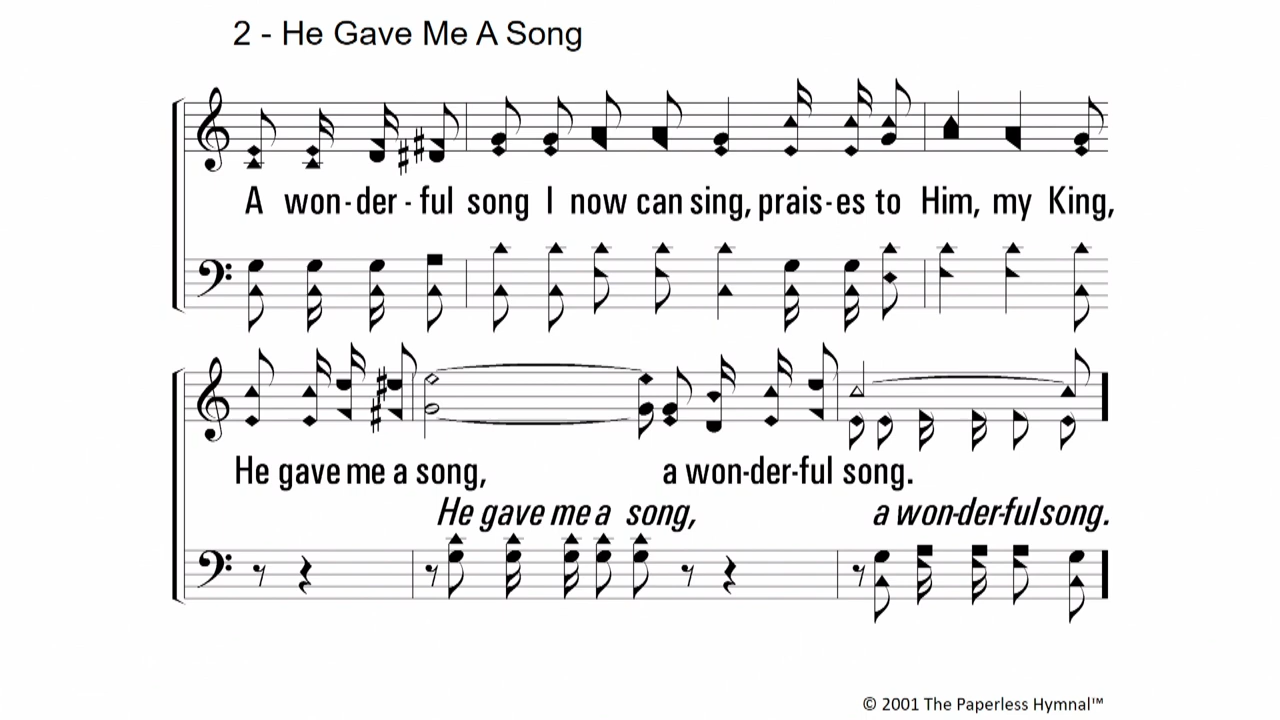 2 - He Gave Me A Song
A won-der-ful song I now can sing, prais-es to Him, my King,
He gave me a song, a won-der-ful song.
He gave me a song, a won-der-ful song.
© 2001 The Paperless Hymnal™